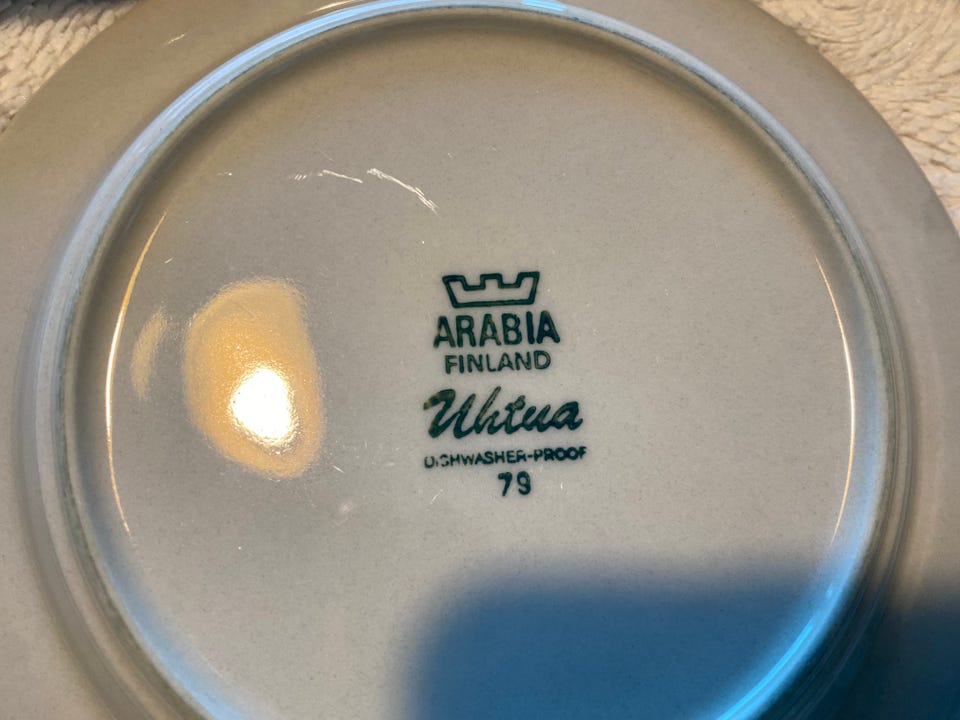 ARABIA
FINLAND
Uhtua
DISHWASHER-PROOF
79